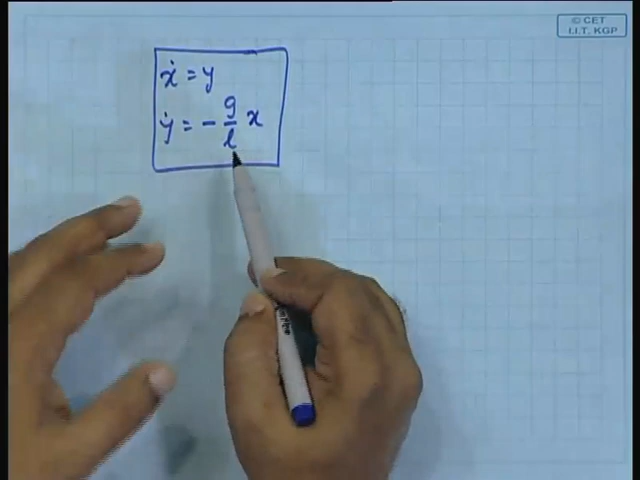 © CET
I.I.T. KGP
ẋ = y
ẏ = - g/l x